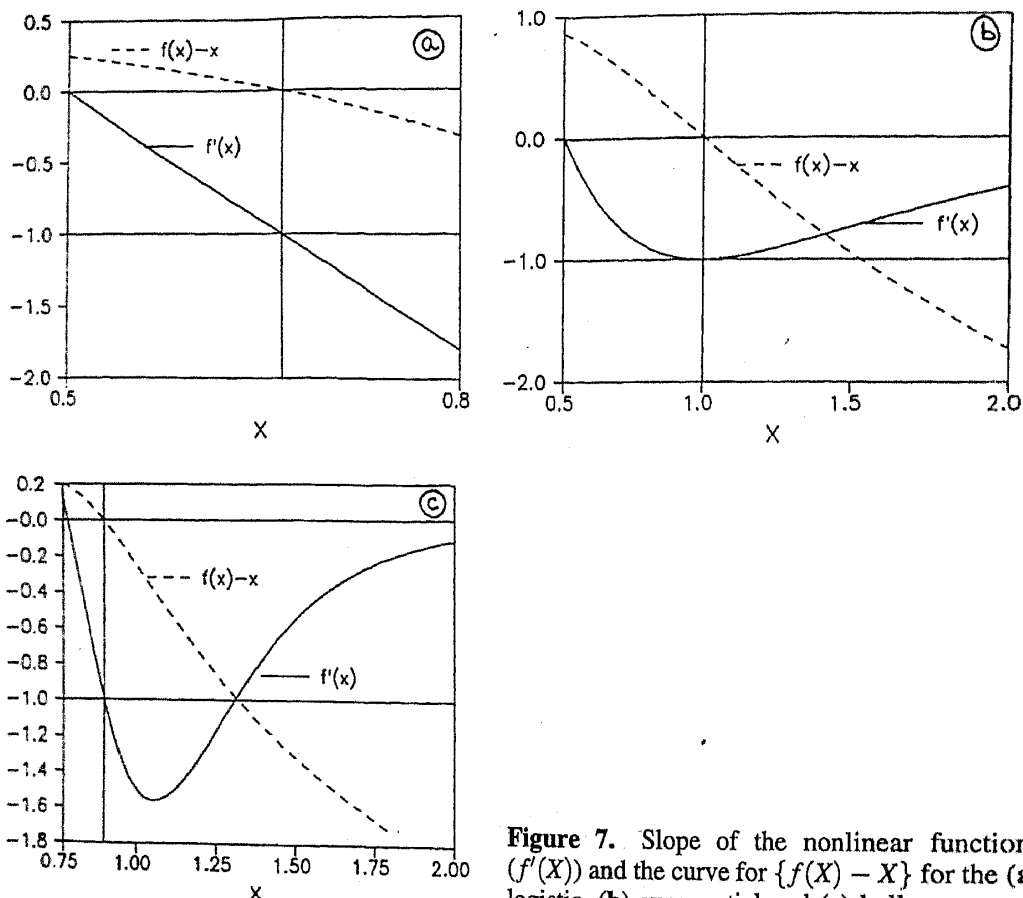 0.5
0.0
−0.5
−1.0
−1.5
−2.0
0.5
0.8
X
f(x)−x
f'(x)
a
1.0
0.0
−1.0
−2.0
0.5
1.0
1.5
2.0
X
f(x)−x
f'(x)
b
0.2
−0.0
−0.2
−0.4
−0.6
−0.8
−1.0
−1.2
−1.4
−1.6
−1.8
0.75
1.00
1.25
1.75
2.00
f(x)−x
f'(x)
c
Figure 7. Slope of the nonlinear function
(f'(X)) and the curve for {f(X) − X} for the (a